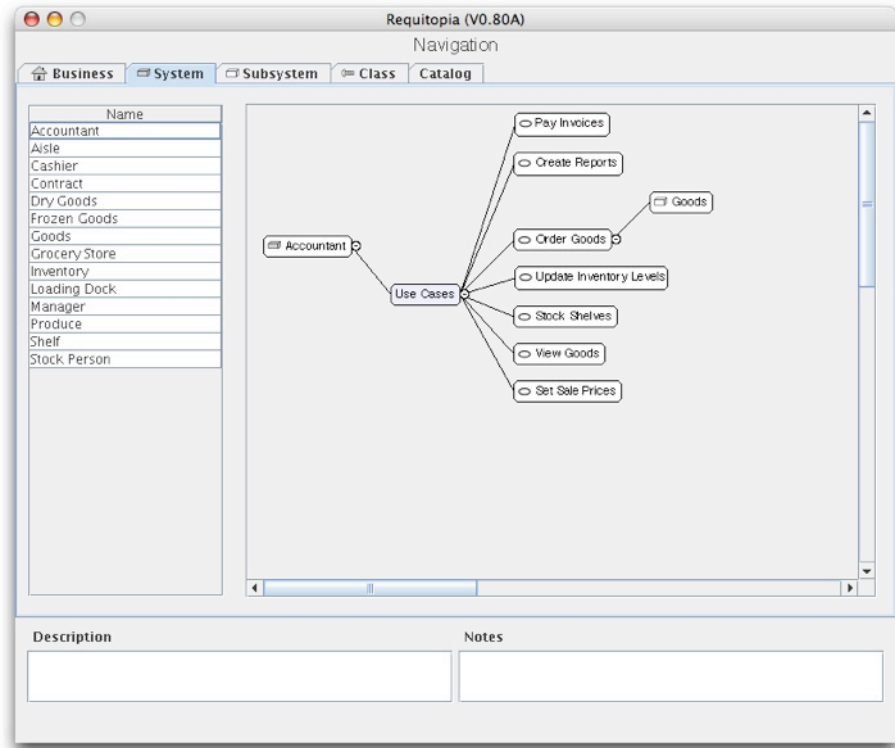 Requitopia (V0.80A)
Navigation
Business System Subsystem Class Catalog
Name
Accountant
Aisle
Cashier
Contract
Dry Goods
Frozen Goods
Goods
Grocery Store
Inventory
Loading Dock
Manager
Produce
Shelf
Stock Person
Pay Invoices
Create Reports
Goods
Order Goods
Accountant
Update Inventory Levels
Use Cases
Stock Shelves
View Goods
Set Sale Prices
Description
Notes